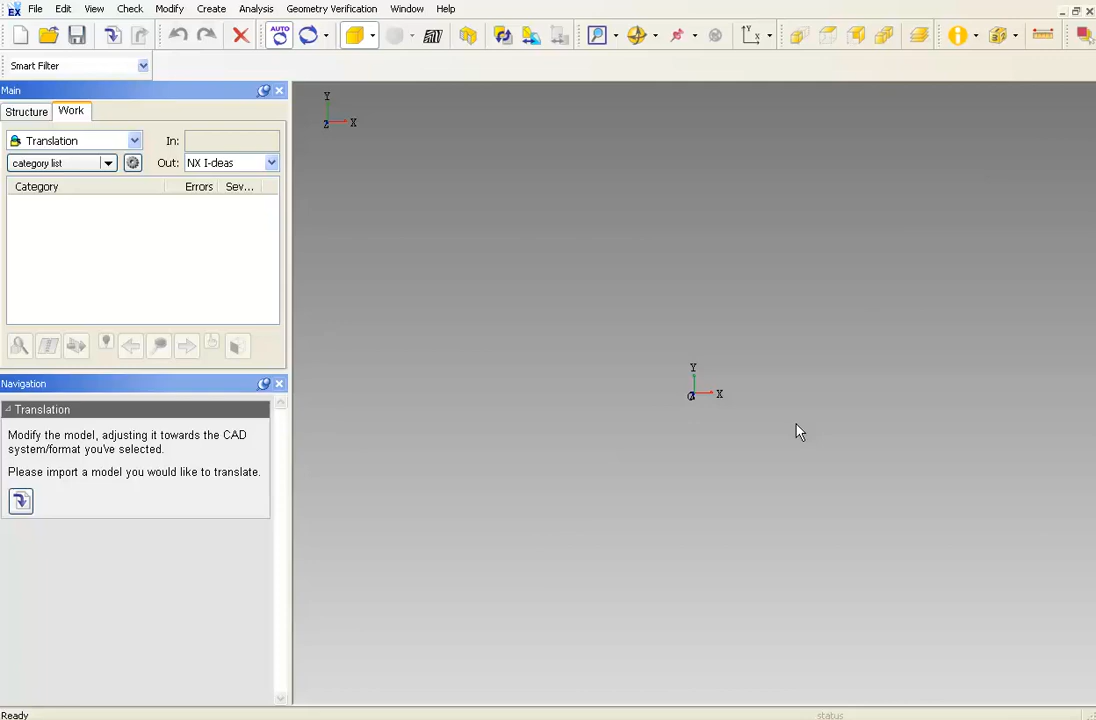 EX File Edit View Check Modify Create Analysis Geometry Verification Window Help
AUTO
Y X
Smart Filter
Main
Structure Work
Translation In:
category list Out: NX I-deas
Category Errors Sev...
Navigation
Translation
Modify the model, adjusting it towards the CAD
system/format you've selected.
Please import a model you would like to translate.
Y
Z X
Y
X
Ready status